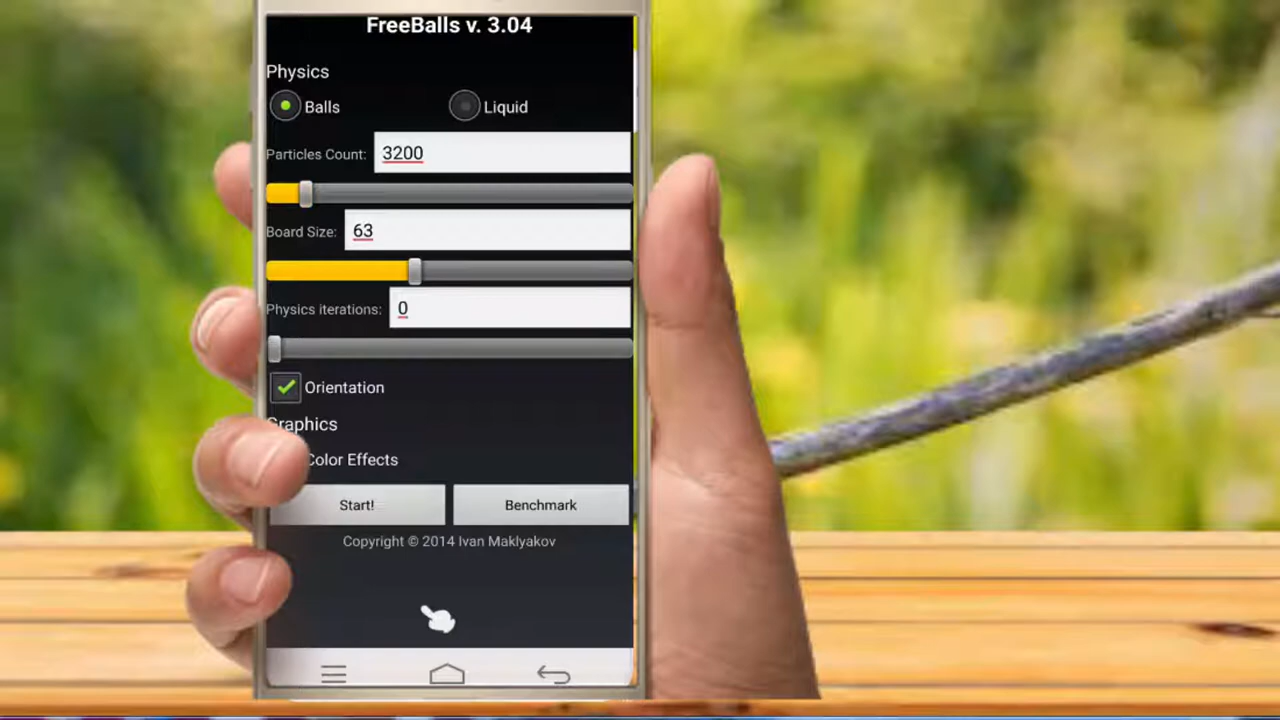 FreeBalls v. 3.04
Physics
Balls Liquid
Particles Count: 3200
Board Size: 63
Physics iterations: 0
Orientation
Graphics
Color Effects
Start! Benchmark
Copyright © 2014 Ivan Maklyakov